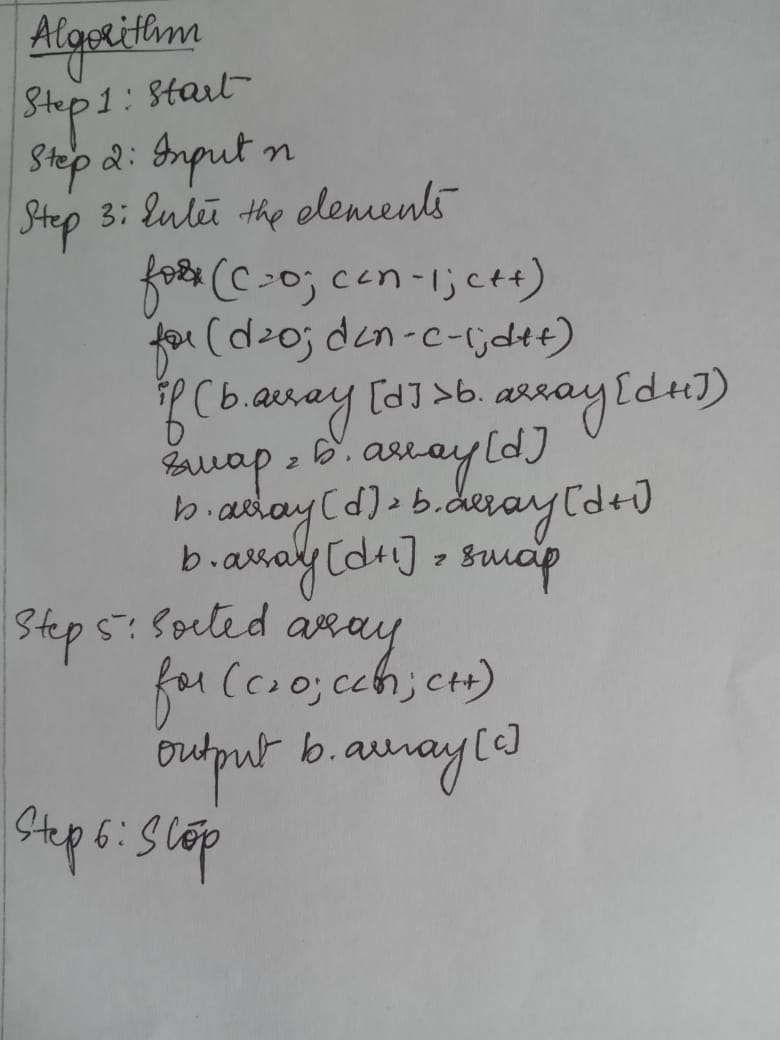 Algorithm
Step 1: Start
Step 2: Input n
Step 3: Enter the elements
for (c=0; c<n-1; c++)
for (d=0; d<n-c-1; d++)
if (b.array[d] > b.array[d+1])
swap = b.array[d]
b.array[d] = b.array[d+1]
b.array[d+1] = swap
Step 5: Sorted array
for (c=0; c<n; c++)
output b.array[c]
Step 6: Stop